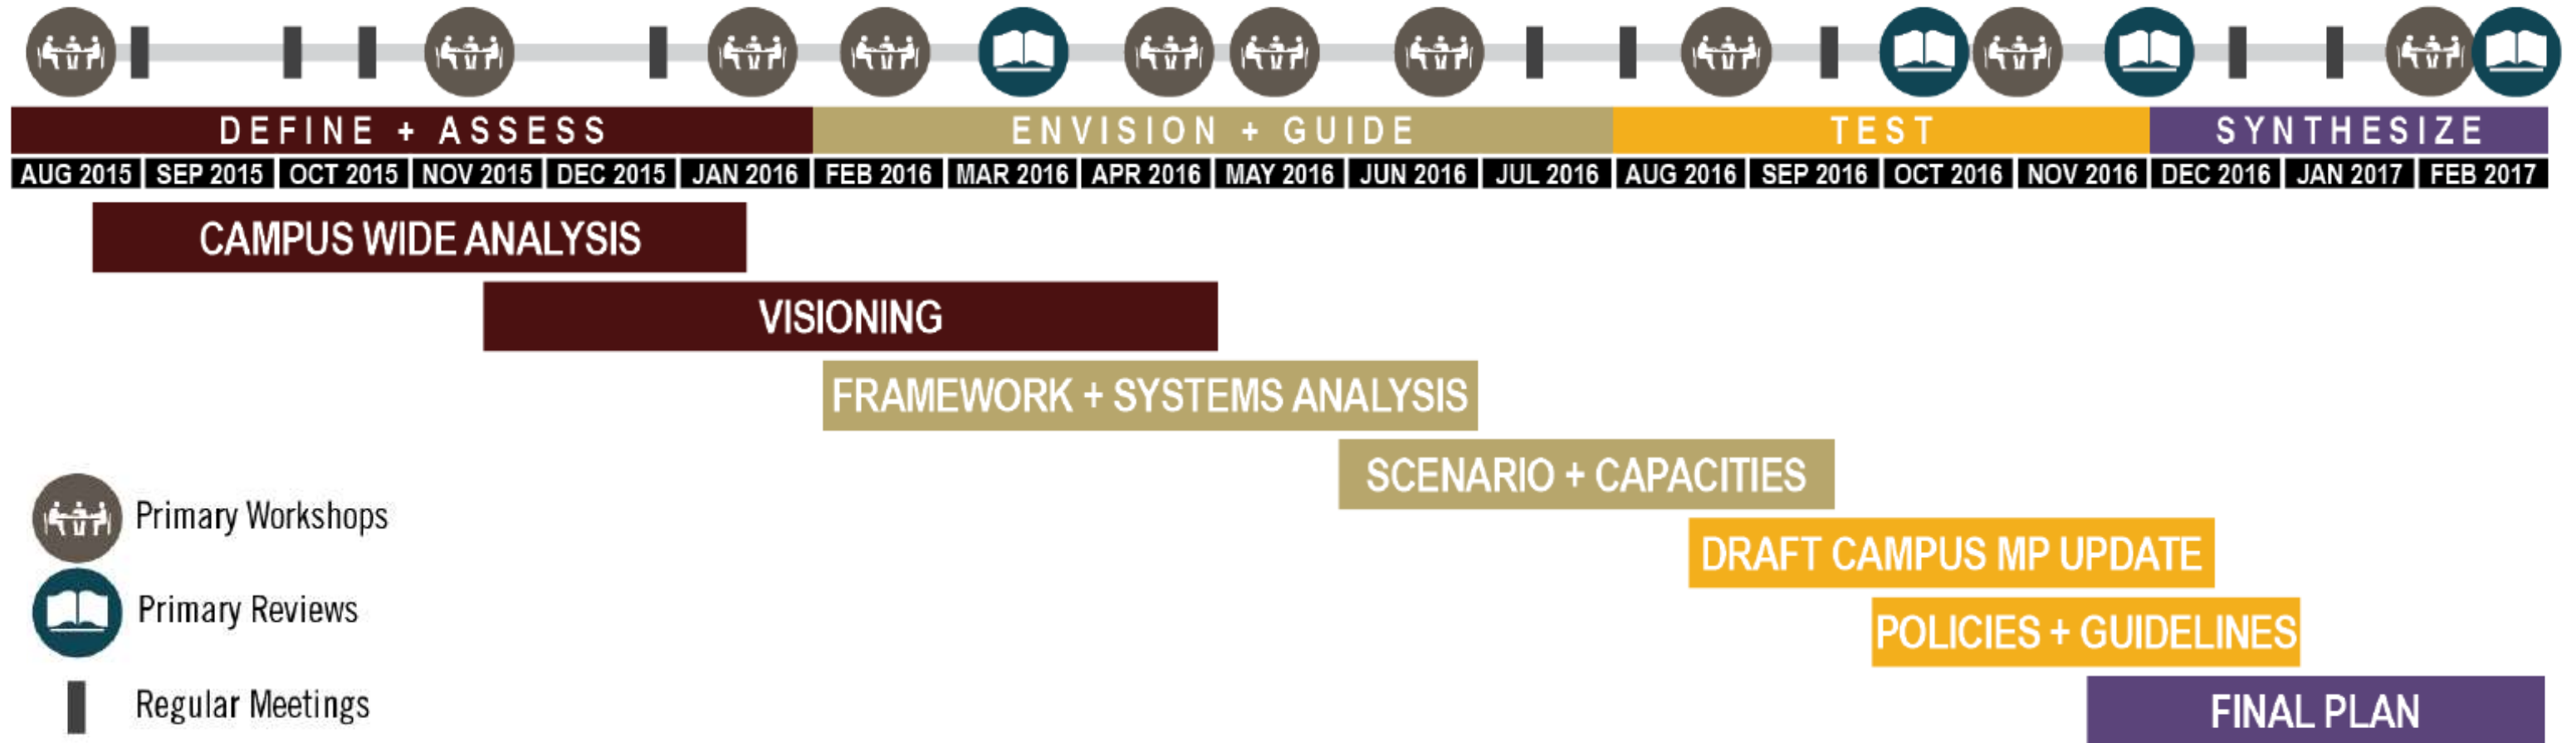 DEFINE + ASSESS ENVISION + GUIDE TEST SYNTHESIZE
AUG 2015 SEP 2015 OCT 2015 NOV 2015 DEC 2015 JAN 2016 FEB 2016 MAR 2016 APR 2016 MAY 2016 JUN 2016 JUL 2016 AUG 2016 SEP 2016 OCT 2016 NOV 2016 DEC 2016 JAN 2017 FEB 2017
CAMPUS WIDE ANALYSIS
VISIONING
FRAMEWORK + SYSTEMS ANALYSIS
SCENARIO + CAPACITIES
DRAFT CAMPUS MP UPDATE
POLICIES + GUIDELINES
FINAL PLAN
Primary Workshops
Primary Reviews
Regular Meetings